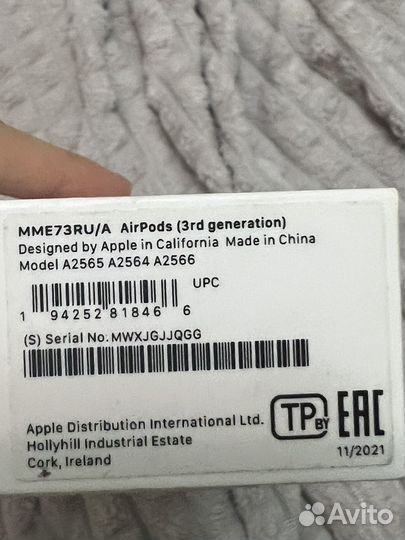 MME73RU/A AirPods (3rd generation)
Designed by Apple in California Made in China
Model A2565 A2564 A2566
UPC
1 94252 81846 6
(S) Serial No. MWXJGJJQGG
Apple Distribution International Ltd.
Hollyhill Industrial Estate
Cork, Ireland
TP BY EAC
11/2021
Avito